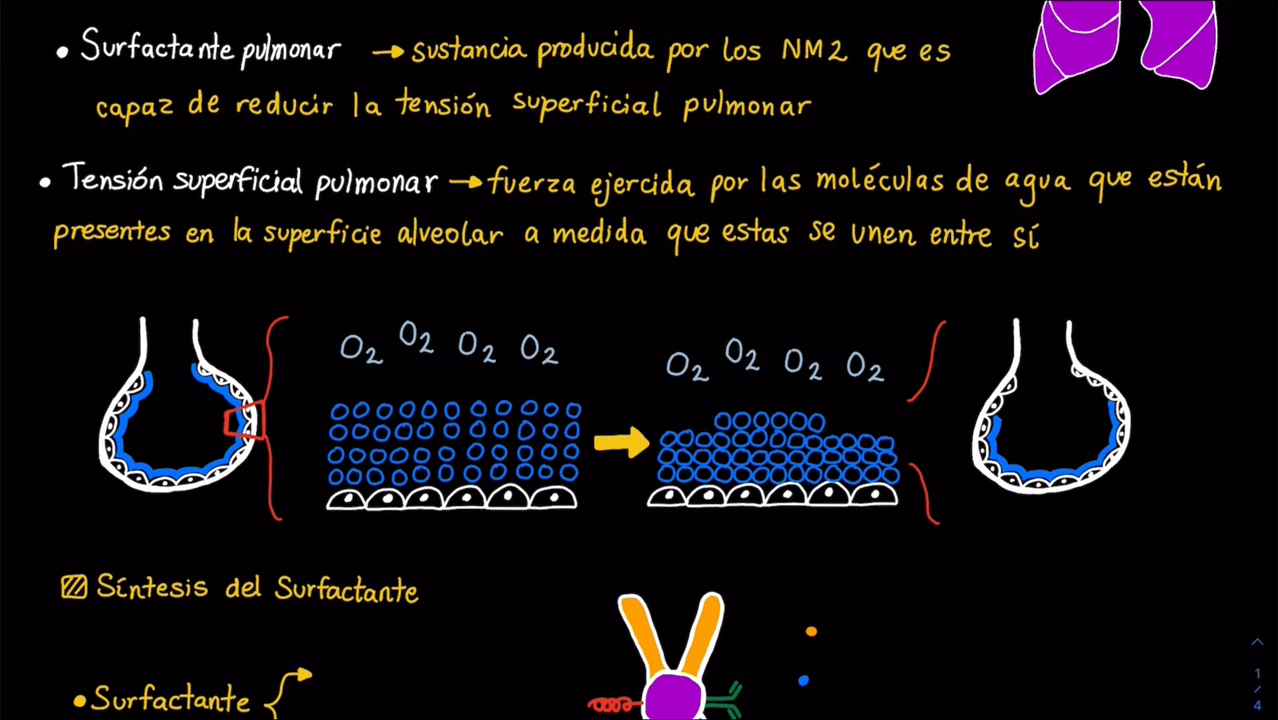 • Surfactante pulmonar → sustancia producida por los NM2 que es
capaz de reducir la tensión superficial pulmonar
• Tensión superficial pulmonar → fuerza ejercida por las moléculas de agua que están
presentes en la superficie alveolar a medida que estas se unen entre sí
O2 O2 O2 O2
O2 O2 O2 O2
Síntesis del Surfactante
• Surfactante
1
/
4